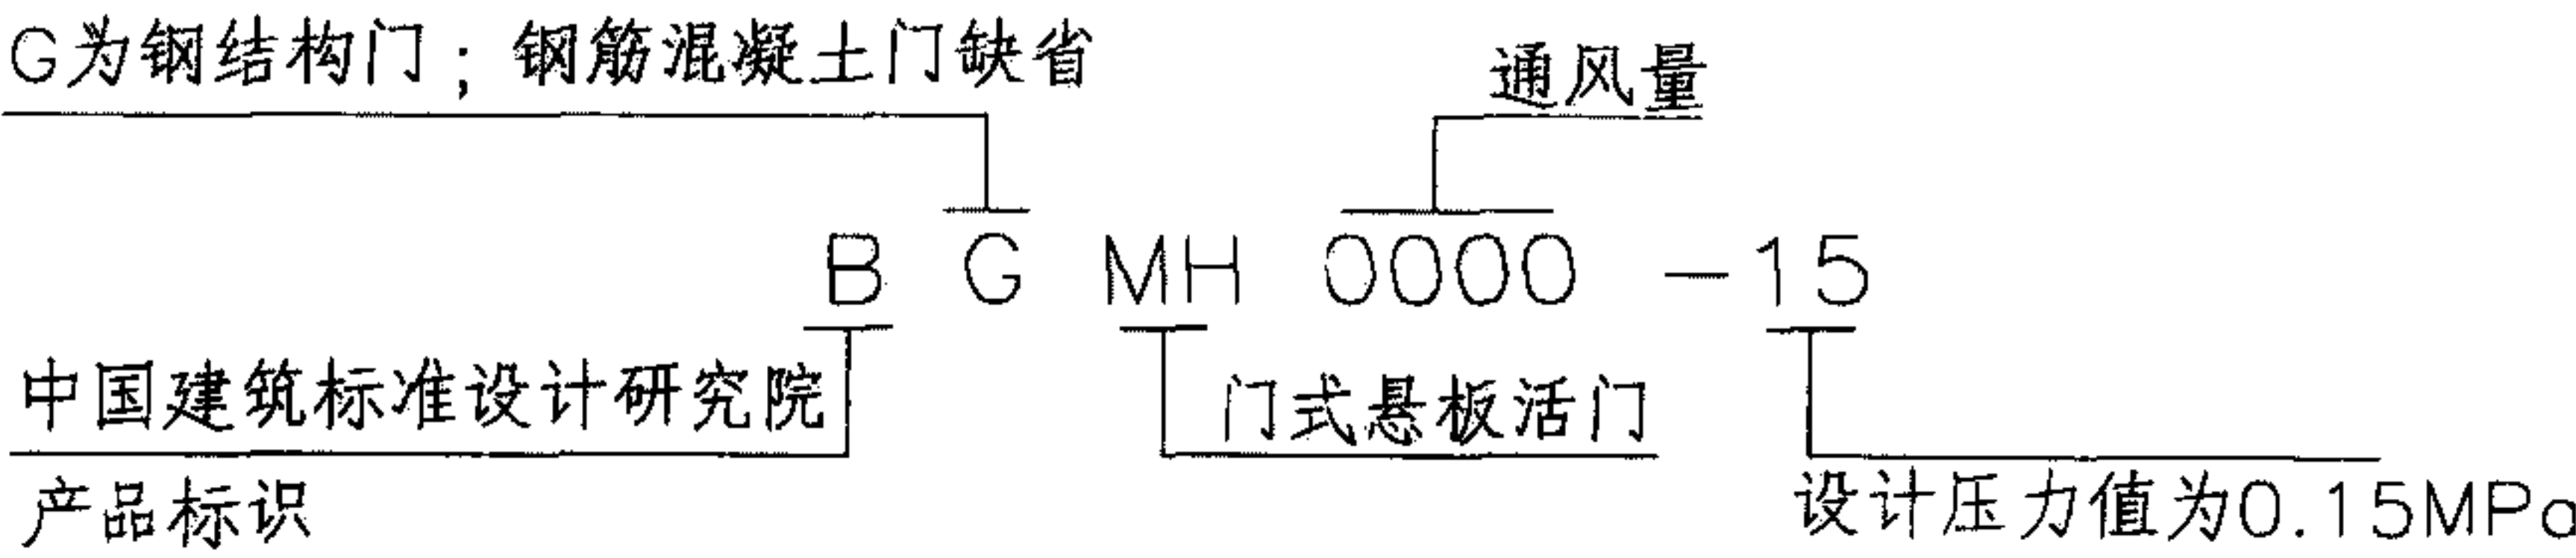 G为钢结构门；钢筋混凝土门缺省
通风量
B G MH 0000 -15
中国建筑标准设计研究院
产品标识
门式悬板活门
设计压力值为0.15MPa